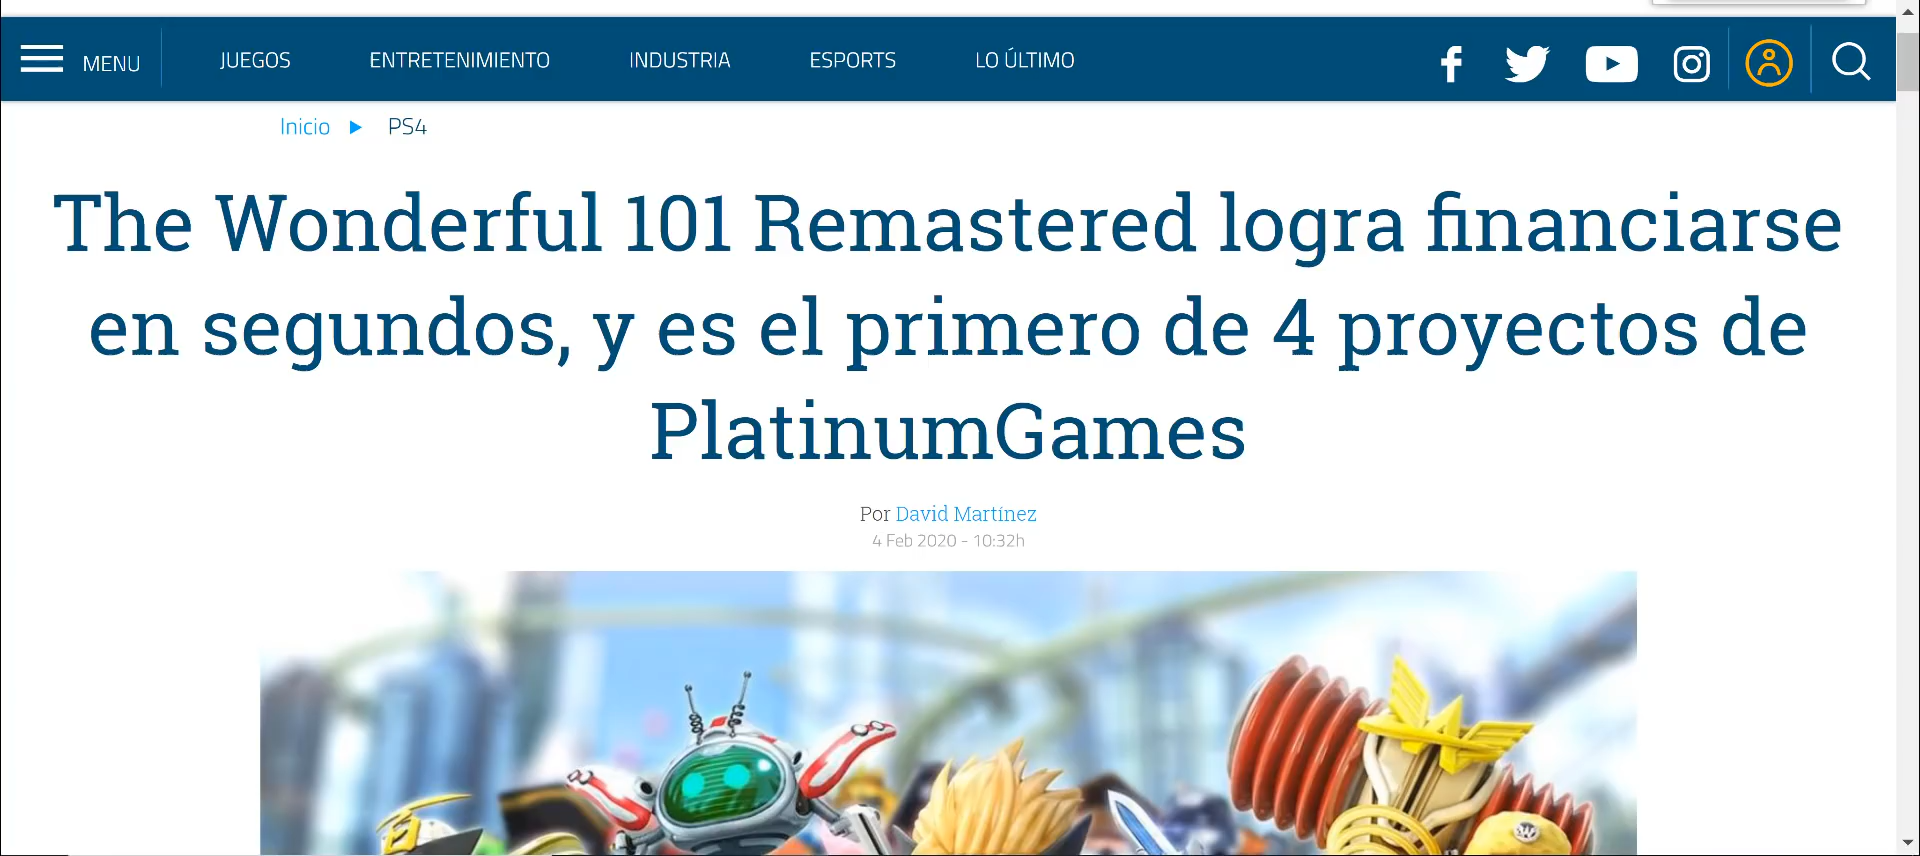 MENU JUEGOS ENTRETENIMIENTO INDUSTRIA ESPORTS LO ÚLTIMO
Inicio ► PS4
The Wonderful 101 Remastered logra financiarse
en segundos, y es el primero de 4 proyectos de
PlatinumGames
Por David Martínez
4 Feb 2020 - 10:32h